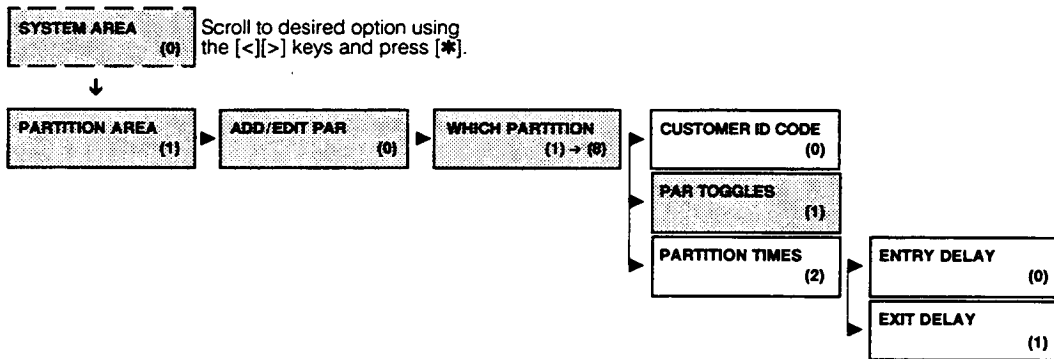 SYSTEM AREA
(0)
Scroll to desired option using
the [<][>] keys and press [✱].
PARTITION AREA
(1)
ADD/EDIT PAR
(0)
WHICH PARTITION
(1) → (8)
CUSTOMER ID CODE
(0)
PAR TOGGLES
(1)
PARTITION TIMES
(2)
ENTRY DELAY
(0)
EXIT DELAY
(1)